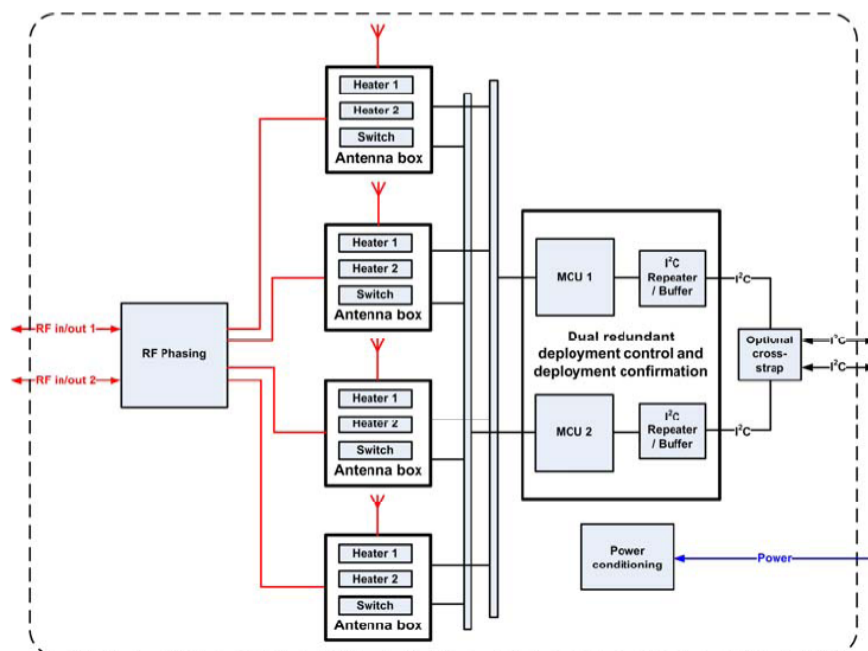 Heater 1
Heater 2
Switch
Antenna box
Heater 1
Heater 2
Switch
Antenna box
RF in/out 1
RF in/out 2
RF Phasing
Heater 1
Heater 2
Switch
Antenna box
Heater 1
Heater 2
Switch
Antenna box
MCU 1
I²C
Repeater
/ Buffer
I²C
Dual redundant
deployment control and
deployment confirmation
Optional
cross-
strap
I²C
I²C
MCU 2
I²C
Repeater
/ Buffer
I²C
Power
conditioning
Power